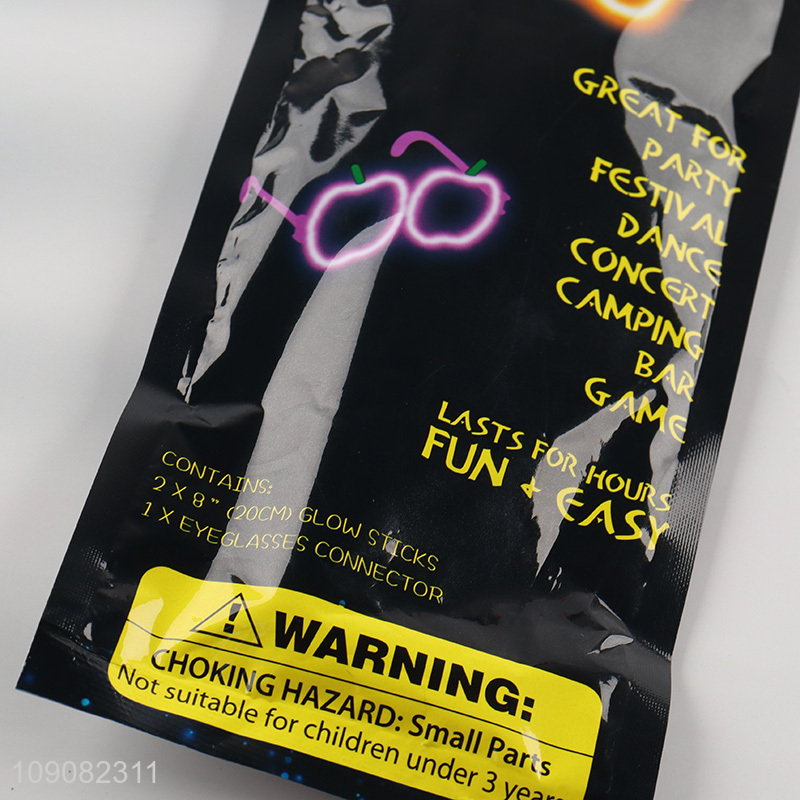 GREAT FOR
PARTY
FESTIVAL
DANCE
CONCERT
CAMPING
BAR
GAME
LASTS FOR HOURS
FUN & EASY
CONTAINS:
2 X 8" (20CM) GLOW STICKS
1 X EYEGLASSES CONNECTOR
WARNING:
CHOKING HAZARD: Small Parts
Not suitable for children under 3 years
109082311